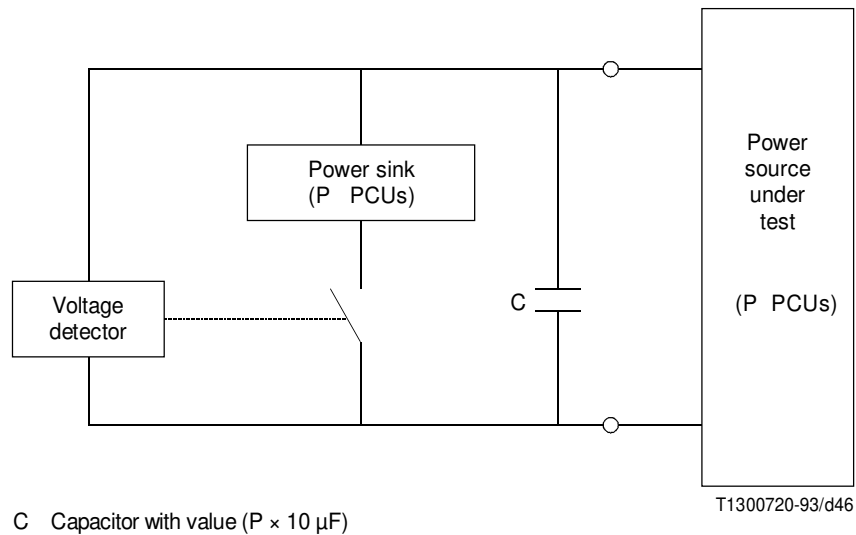 Power
source
under
test
(P PCUs)
Power sink
(P PCUs)
Voltage
detector
C
T1300720-93/d46
C Capacitor with value (P × 10 µF)